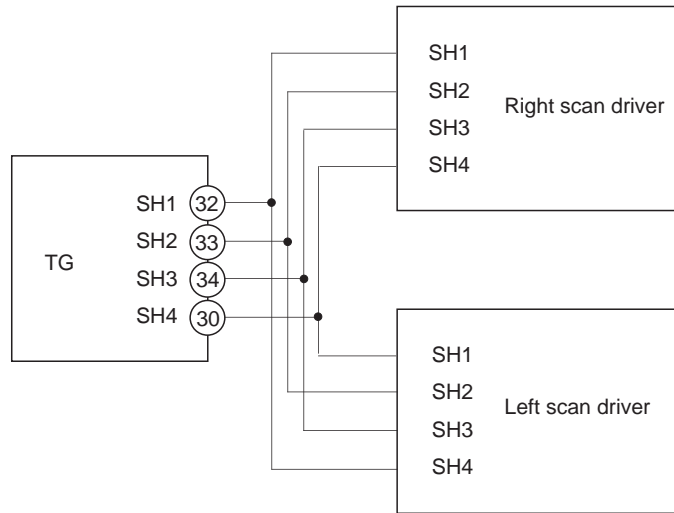 SH1
SH2
Right scan driver
SH3
SH4
SH1 32
SH2 33
TG
SH3 34
SH4 30
SH1
SH2
Left scan driver
SH3
SH4